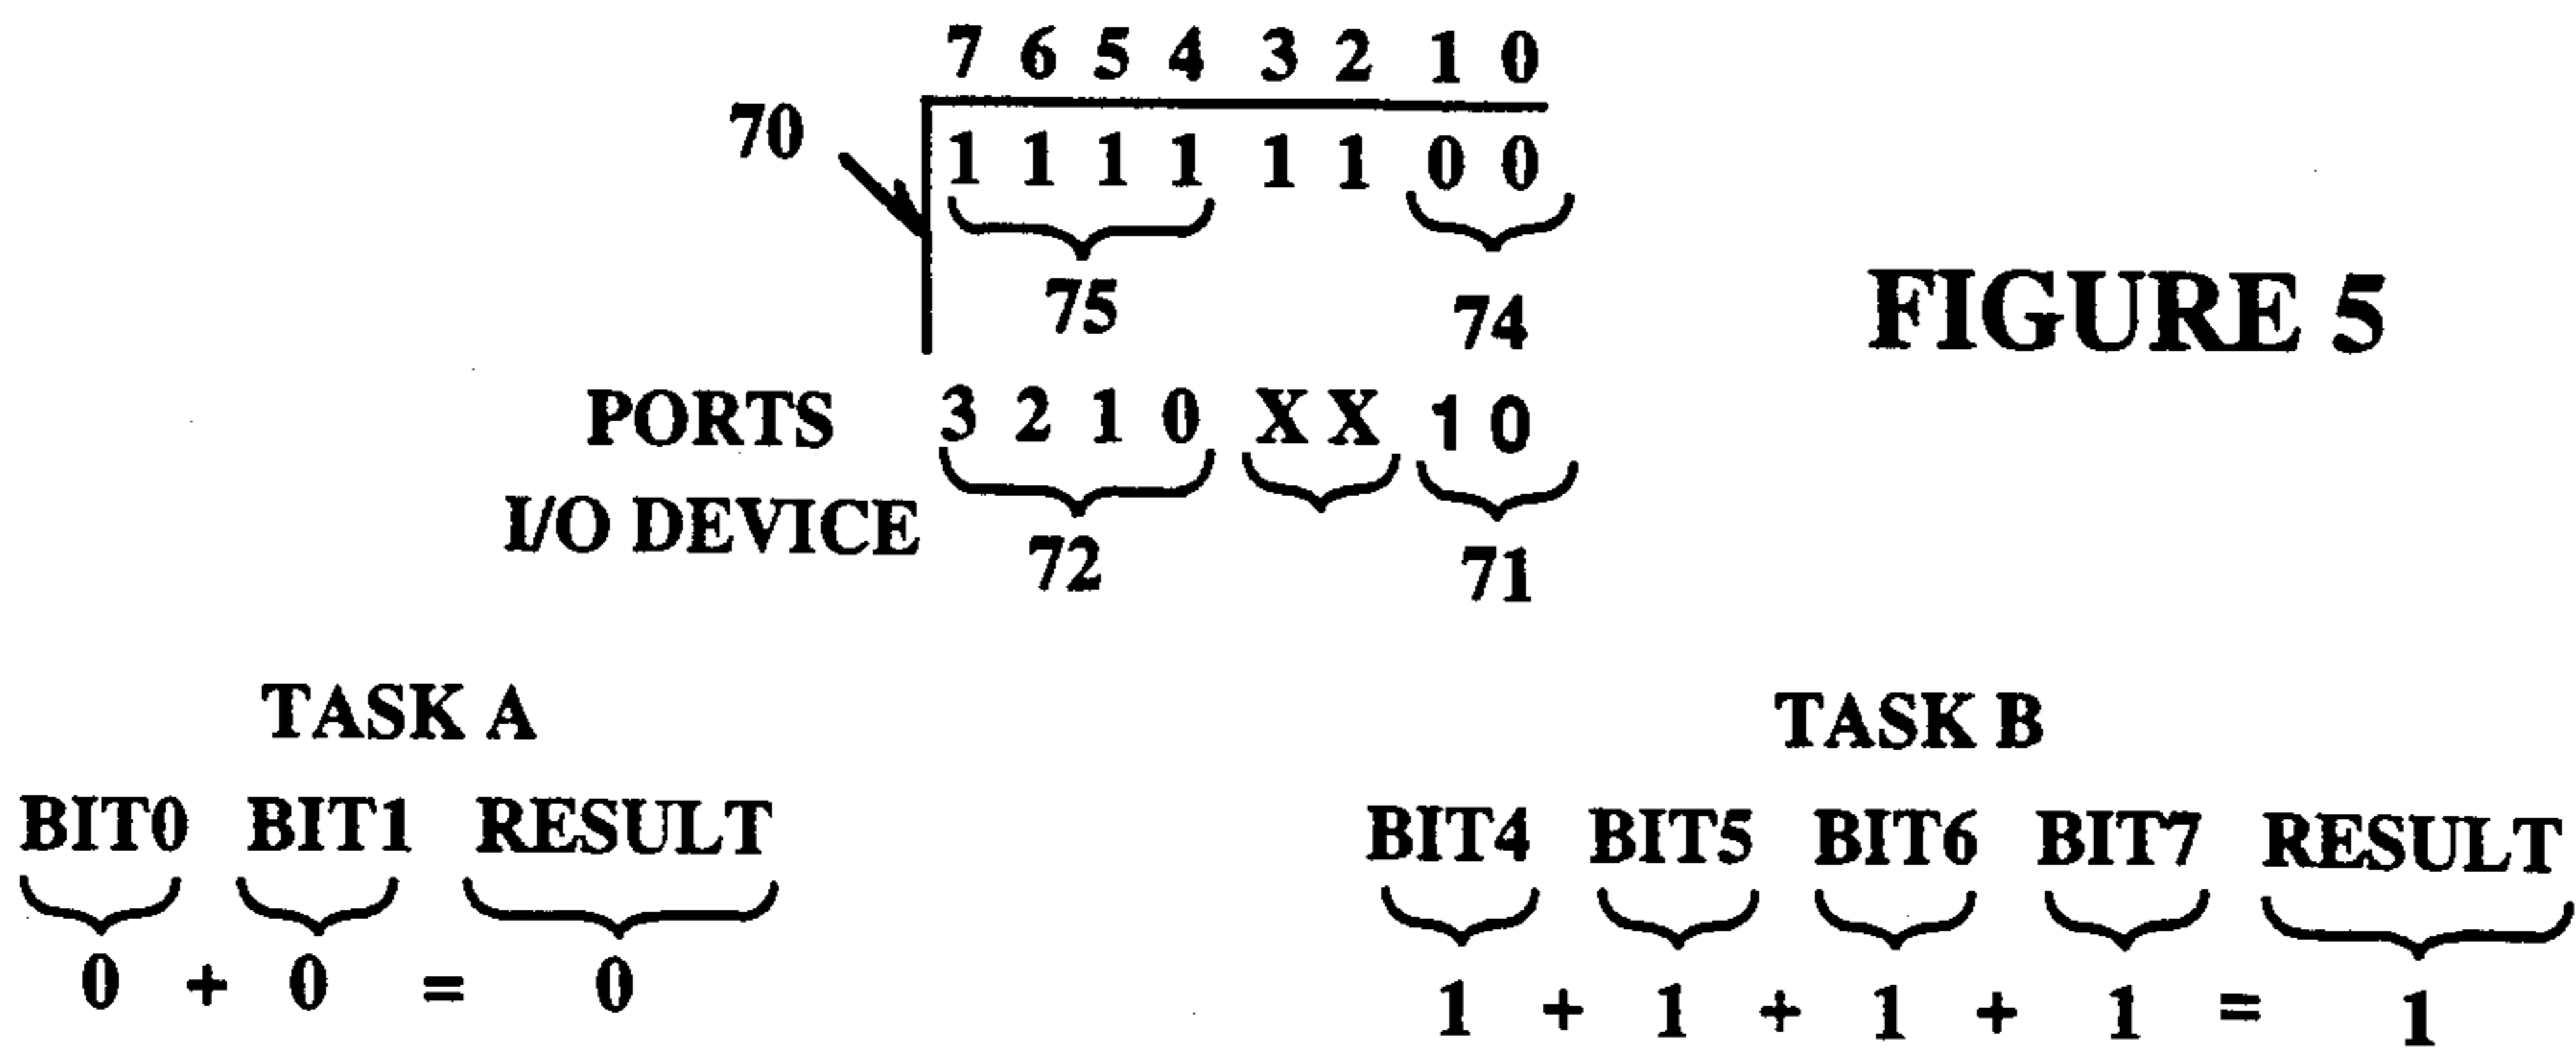 7 6 5 4 3 2 1 0
70
1 1 1 1 1 1 0 0
75
74
FIGURE 5
PORTS 3 2 1 0 X X 1 0
I/O DEVICE
72
71
TASK A
BIT0 BIT1 RESULT
0 + 0 = 0
TASK B
BIT4 BIT5 BIT6 BIT7 RESULT
1 + 1 + 1 + 1 = 1